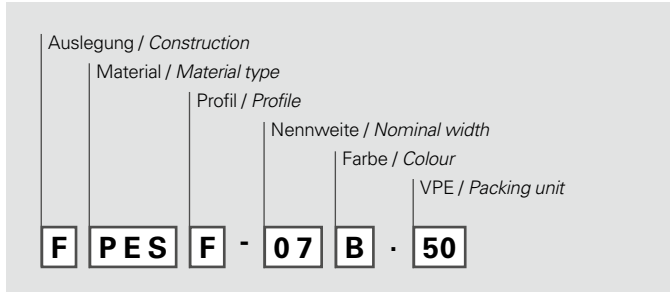 Auslegung / Construction
Material / Material type
Profil / Profile
Nennweite / Nominal width
Farbe / Colour
VPE / Packing unit
F PES F - 07 B . 50